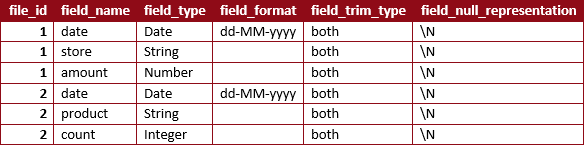 file_id field_name field_type field_format field_trim_type field_null_representation
1 date Date dd-MM-yyyy both \N
1 store String both \N
1 amount Number both \N
2 date Date dd-MM-yyyy both \N
2 product String both \N
2 count Integer both \N